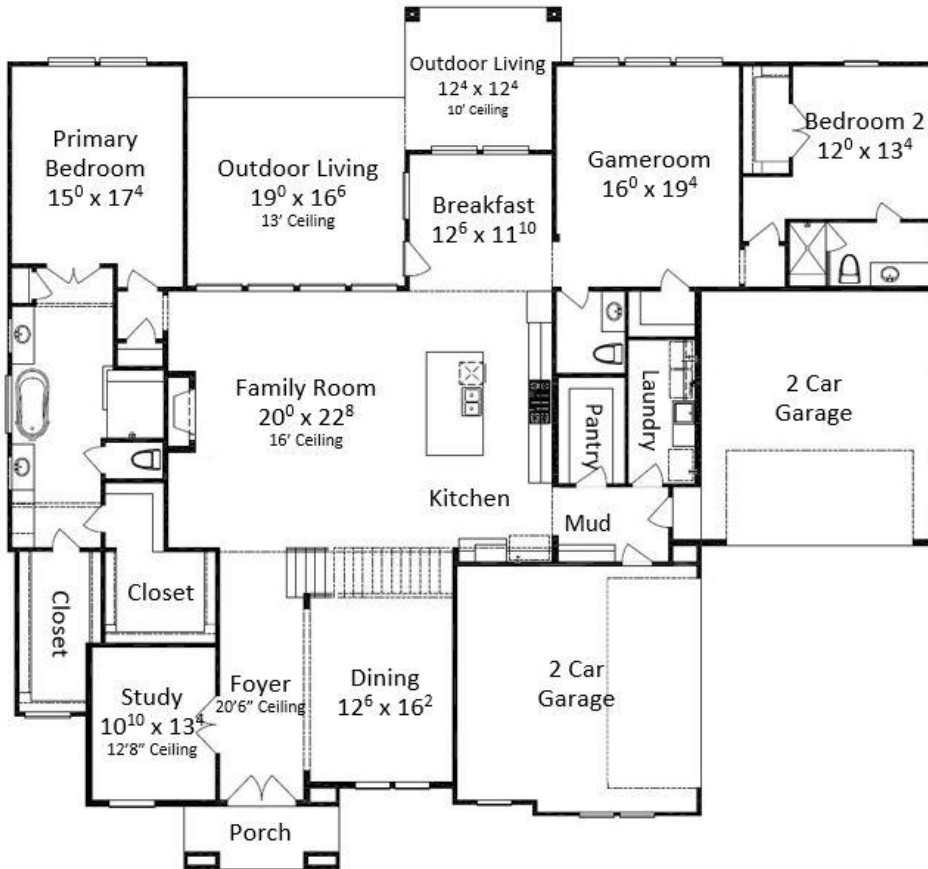 Outdoor Living
12⁴ x 12⁴
10' Ceiling
Primary
Bedroom
15⁰ x 17⁴
Outdoor Living
19⁰ x 16⁶
13' Ceiling
Breakfast
12⁶ x 11¹⁰
Gameroom
16⁰ x 19⁴
Bedroom 2
12⁰ x 13⁴
Family Room
20⁰ x 22⁸
16' Ceiling
Kitchen
Pantry
Laundry
2 Car
Garage
Mud
Closet
Closet
Study
10¹⁰ x 13⁴
12'8" Ceiling
Foyer
20'6" Ceiling
Dining
12⁶ x 16²
2 Car
Garage
Porch